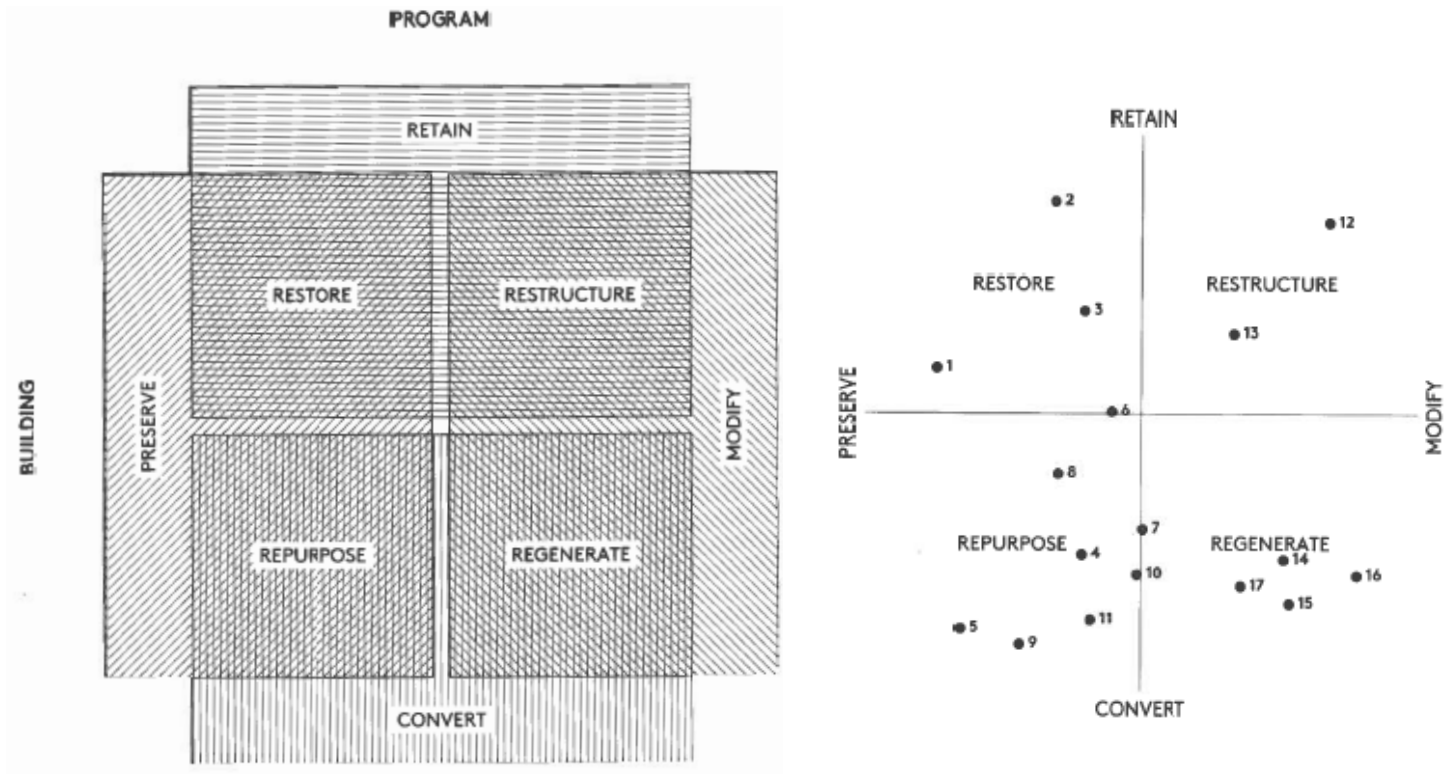 PROGRAM
RETAIN
RESTORE
RESTRUCTURE
BUILDING
PRESERVE
MODIFY
REPURPOSE
REGENERATE
CONVERT
RETAIN
2
12
RESTORE
RESTRUCTURE
3
13
1
PRESERVE
MODIFY
6
8
7
REPURPOSE
REGENERATE
4
14
10
16
17
15
11
5
9
CONVERT